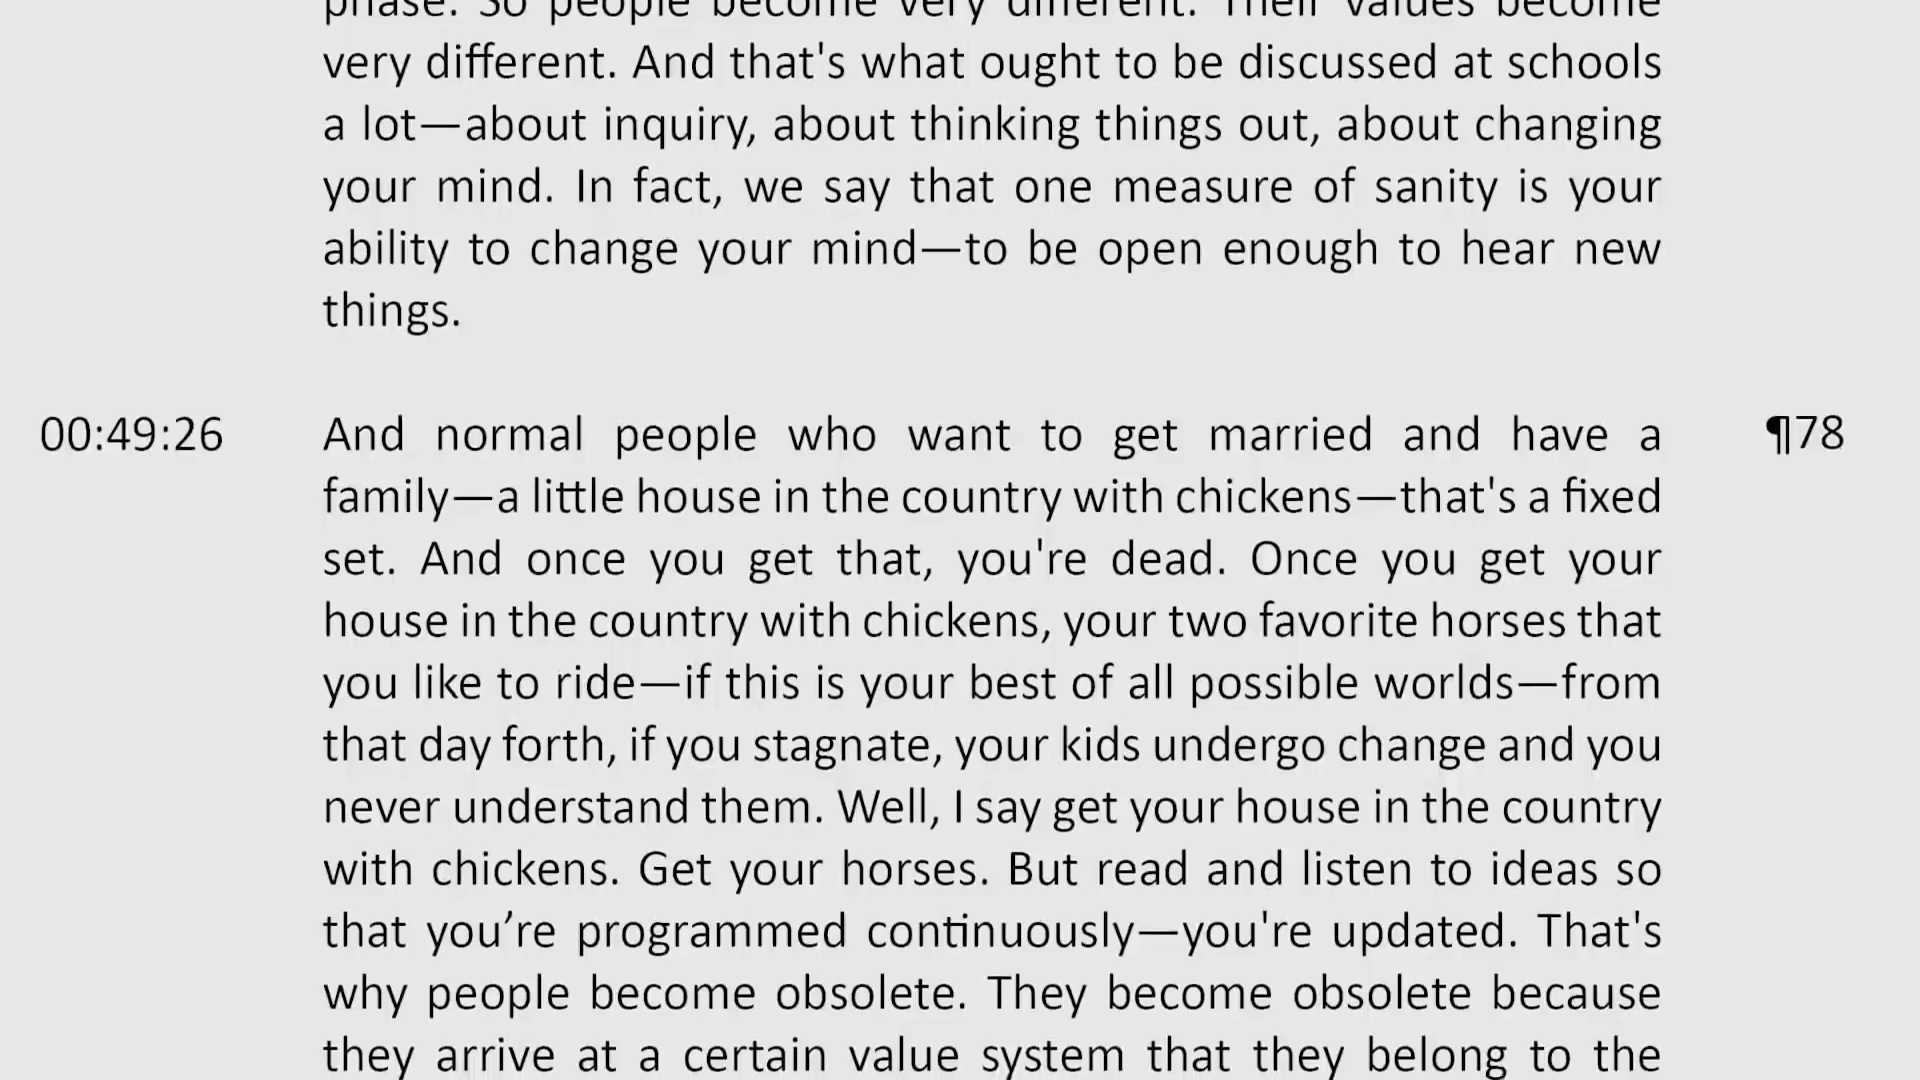 phase. So people become very different. Their values become
very different. And that's what ought to be discussed at schools
a lot—about inquiry, about thinking things out, about changing
your mind. In fact, we say that one measure of sanity is your
ability to change your mind—to be open enough to hear new
things.
00:49:26 And normal people who want to get married and have a ¶78
family—a little house in the country with chickens—that's a fixed
set. And once you get that, you're dead. Once you get your
house in the country with chickens, your two favorite horses that
you like to ride—if this is your best of all possible worlds—from
that day forth, if you stagnate, your kids undergo change and you
never understand them. Well, I say get your house in the country
with chickens. Get your horses. But read and listen to ideas so
that you’re programmed continuously—you're updated. That's
why people become obsolete. They become obsolete because
they arrive at a certain value system that they belong to the